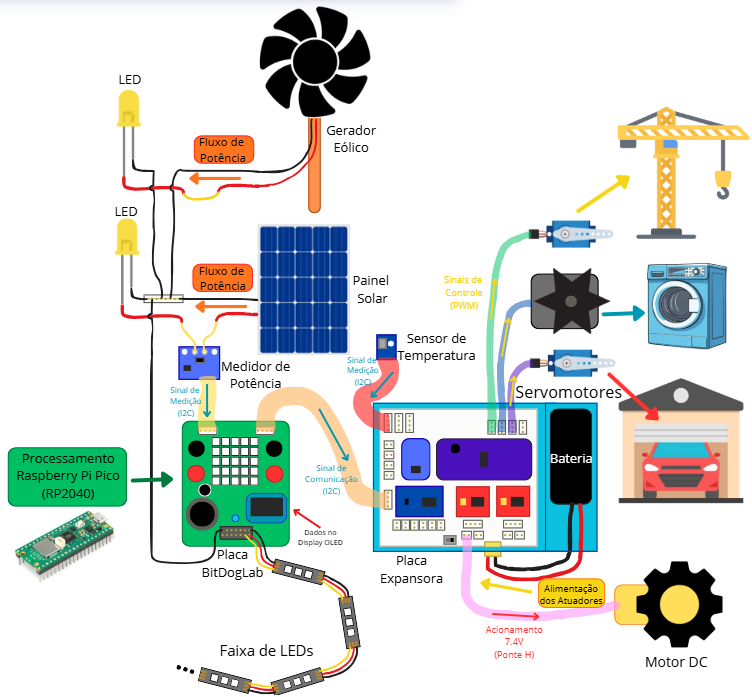 LED
Gerador
Eólico
Fluxo de
Potência
LED
Fluxo de
Potência
Painel
Solar
Sinais de
Controle
(PWM)
Sensor de
Temperatura
Medidor de
Potência
Sinal de
Medição
(I2C)
Sinal de
Medição
(I2C)
Servomotores
Processamento
Raspberry Pi Pico
(RP2040)
Sinal de
Comunicação
(I2C)
Bateria
Dados no
Display OLED
Placa
BitDogLab
Placa
Expansora
Alimentação
dos Atuadores
Acionamento
7.4V
(Ponte H)
Faixa de LEDs
Motor DC